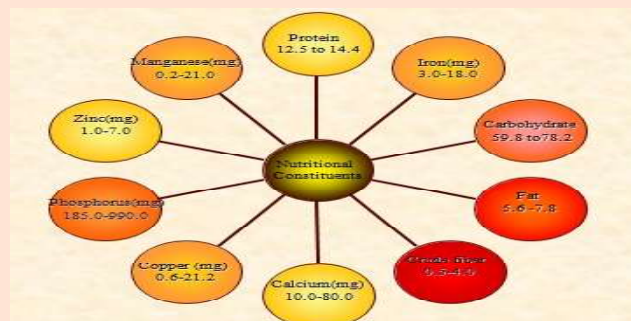 Nutritional
Constituents
Protein
12.5 to 14.4
Iron(mg)
3.0-18.0
Carbohydrate
59.8 to78.2
Fat
5.6 -7.8
Crude fiber
0.5-4.0
Calcium(mg)
10.0-80.0
Copper (mg)
0.6-21.2
Phosphorus(mg)
185.0-990.0
Zinc(mg)
1.0-7.0
Manganese(mg)
0.2-21.0